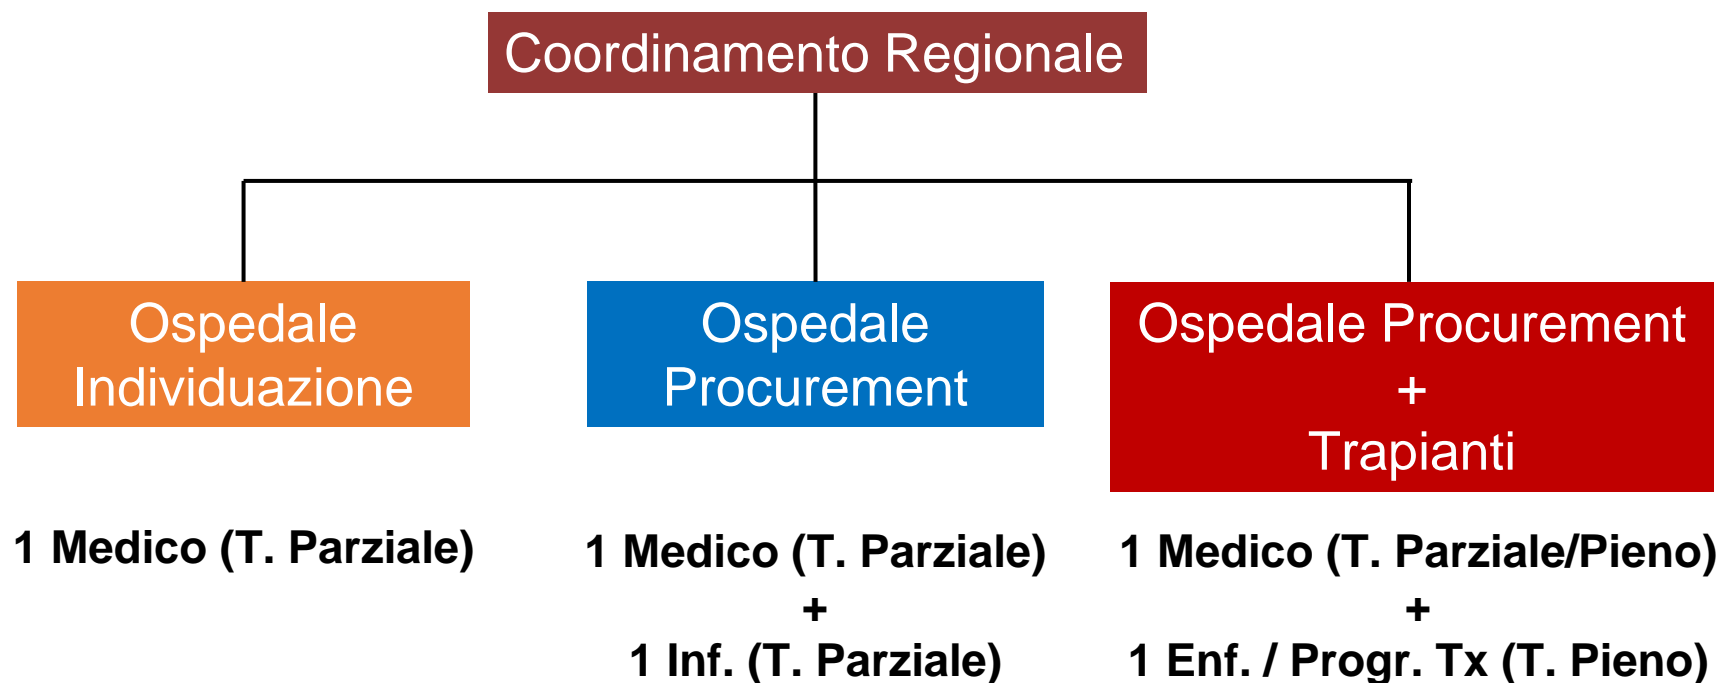 Coordinamento Regionale
Ospedale
Individuazione
Ospedale
Procurement
Ospedale Procurement
+
Trapianti
1 Medico (T. Parziale)
1 Medico (T. Parziale)
+
1 Inf. (T. Parziale)
1 Medico (T. Parziale/Pieno)
+
1 Enf. / Progr. Tx (T. Pieno)